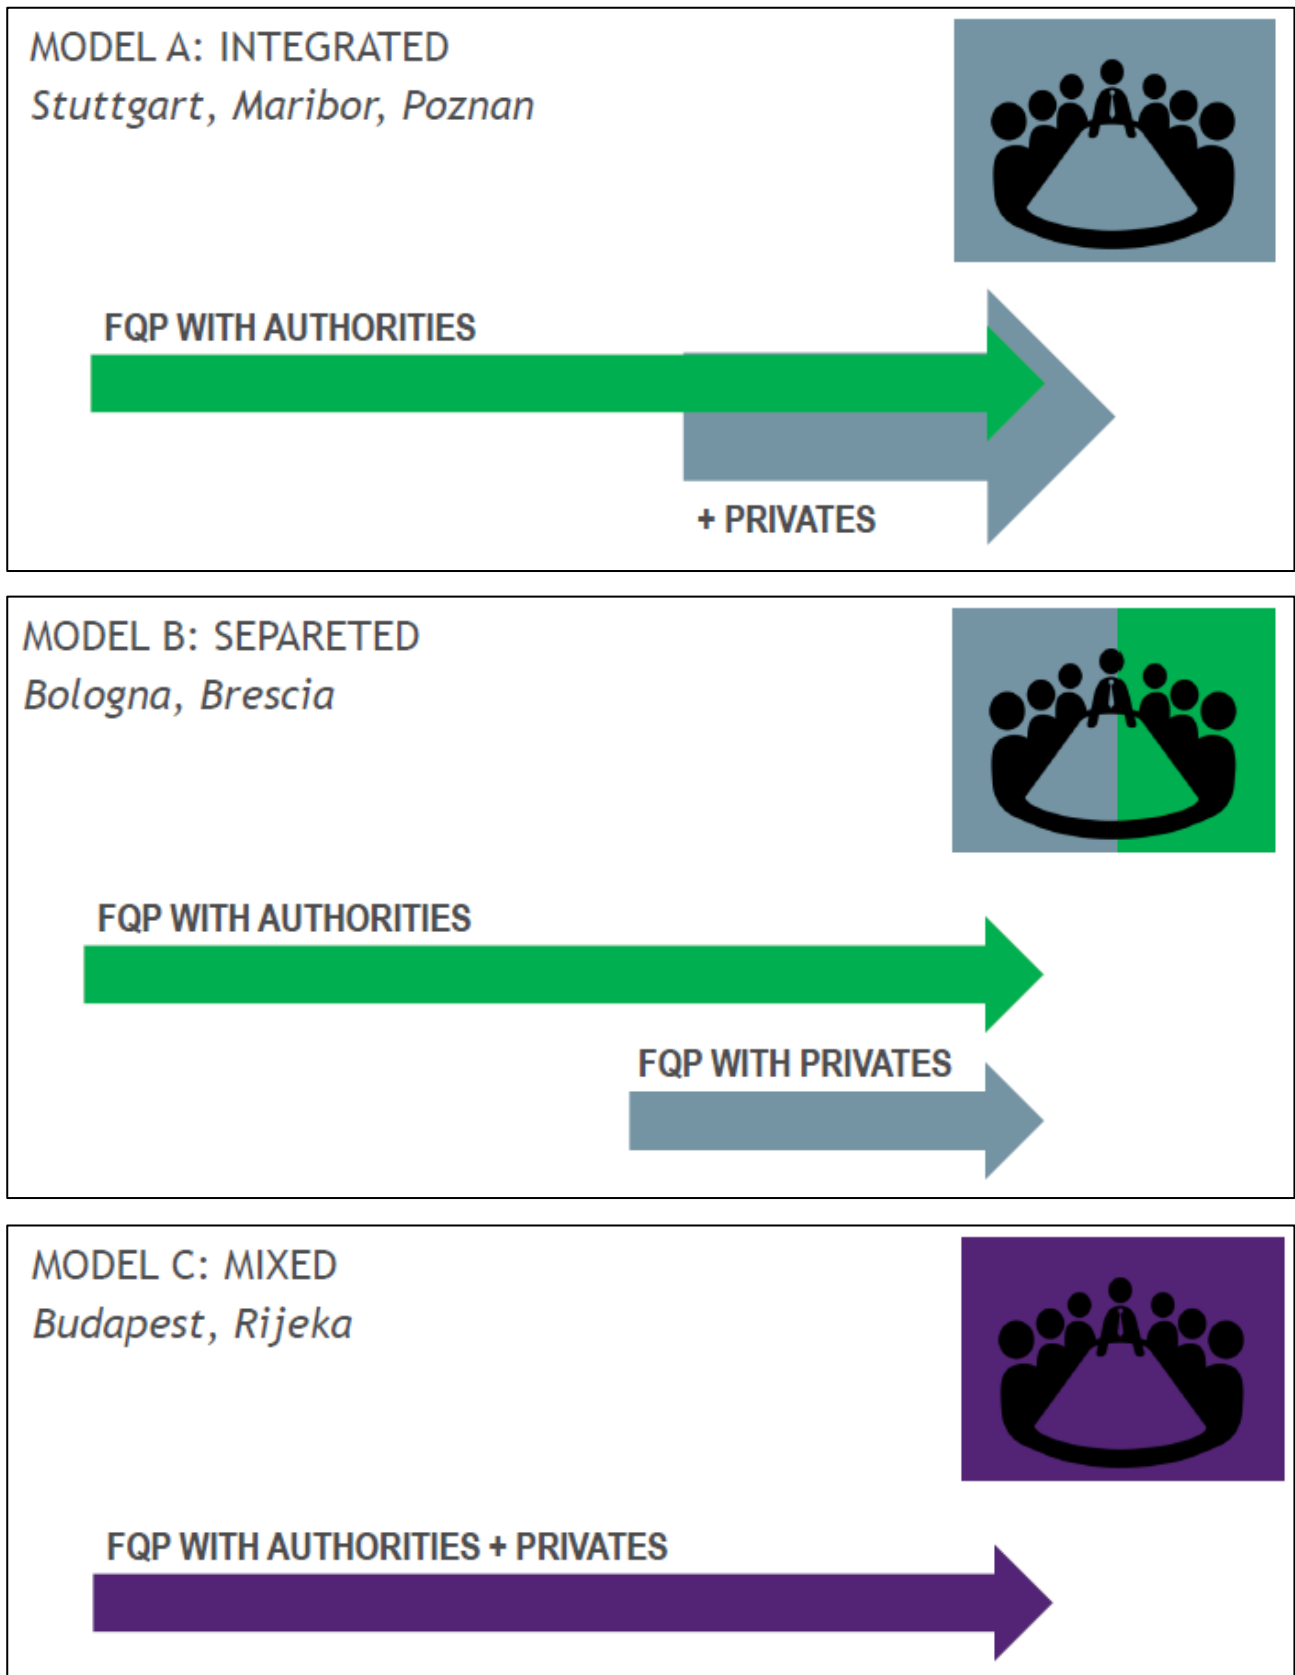 MODEL A: INTEGRATED
Stuttgart, Maribor, Poznan
FQP WITH AUTHORITIES
+ PRIVATES
MODEL B: SEPARETED
Bologna, Brescia
FQP WITH AUTHORITIES
FQP WITH PRIVATES
MODEL C: MIXED
Budapest, Rijeka
FQP WITH AUTHORITIES + PRIVATES